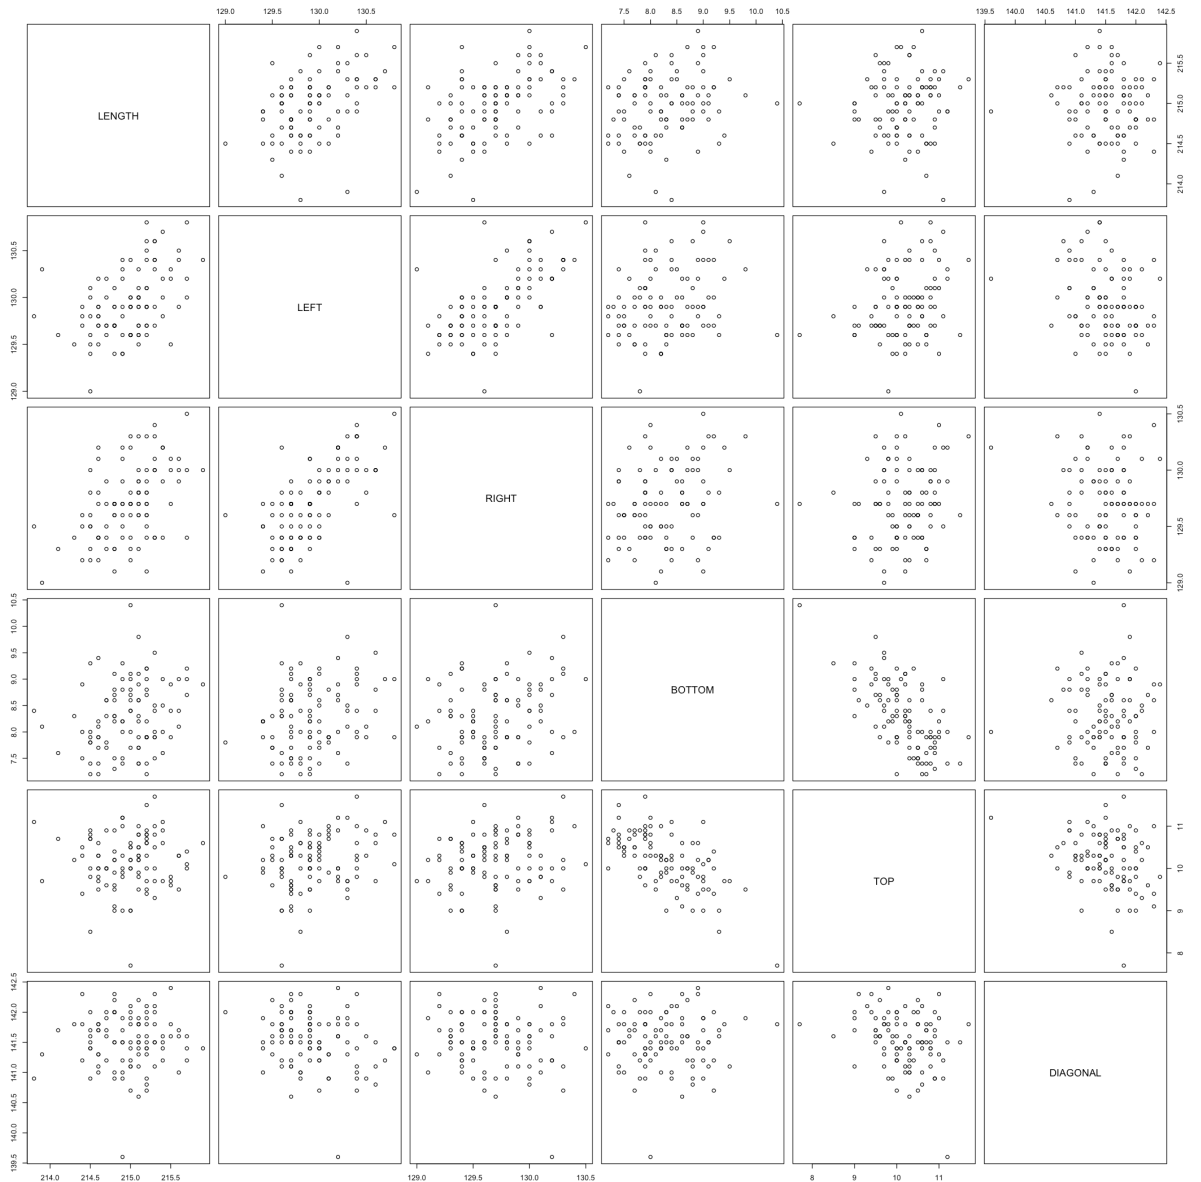 129.0 129.5 130.0 130.5 7.5 8.0 8.5 9.0 9.5 10.0 10.5 139.5 140.0 140.5 141.0 141.5 142.0 142.5
LENGTH
214.0 214.5 215.0 215.5
129.0 129.5 130.0 130.5
LEFT
RIGHT
129.0 129.5 130.0 130.5
7.5 8.0 8.5 9.0 9.5 10.0 10.5
BOTTOM
TOP
8 9 10 11
139.5 140.0 140.5 141.0 141.5 142.0 142.5
DIAGONAL
214.0 214.5 215.0 215.5 129.0 129.5 130.0 130.5 8 9 10 11